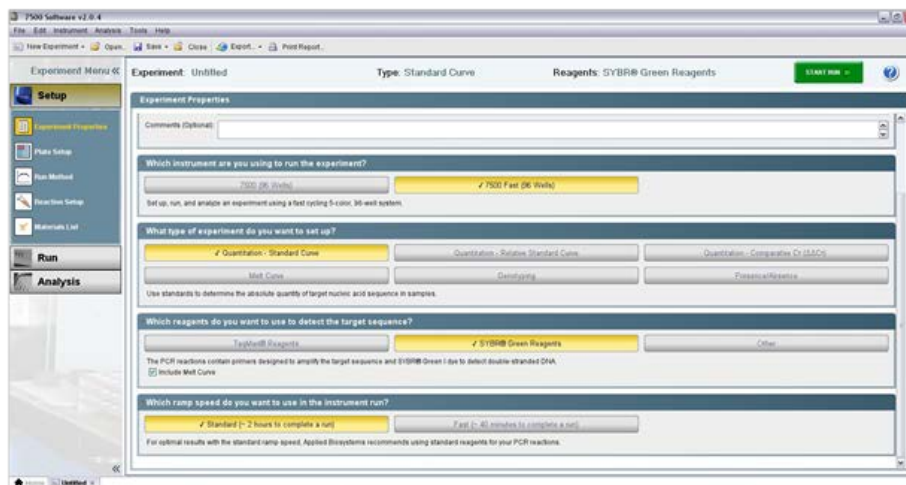 7500 Software v2.0.4
File Edit Instrument Analysis Tools Help
New Experiment Open... Save Close Export... Print Report...
Experiment Menu «
Experiment: Untitled Type: Standard Curve Reagents: SYBR® Green Reagents START RUN
Setup
Experiment Properties
Plate Setup
Run Method
Reaction Setup
Materials List
Run
Analysis
Experiment Properties
Comments (Optional):
Which instrument are you using to run the experiment?
7500 (96 Wells) ✓ 7500 Fast (96 Wells)
Set up, run, and analyze an experiment using a fast cycling 5-color, 96-well system.
What type of experiment do you want to set up?
✓ Quantitation - Standard Curve Quantitation - Relative Standard Curve Quantitation - Comparative CT (ΔΔCT)
Melt Curve Genotyping Presence/Absence
Use standards to determine the absolute quantity of target nucleic acid sequence in samples.
Which reagents do you want to use to detect the target sequence?
TaqMan® Reagents ✓ SYBR® Green Reagents Other
The PCR reactions contain primers designed to amplify the target sequence and SYBR® Green I dye to detect double-stranded DNA.
Include Melt Curve
Which ramp speed do you want to use in the instrument run?
✓ Standard (~ 2 hours to complete a run) Fast (~ 40 minutes to complete a run)
For optimal results with the standard ramp speed, Applied Biosystems recommends using standard reagents for your PCR reactions.
«
Home Untitled ×